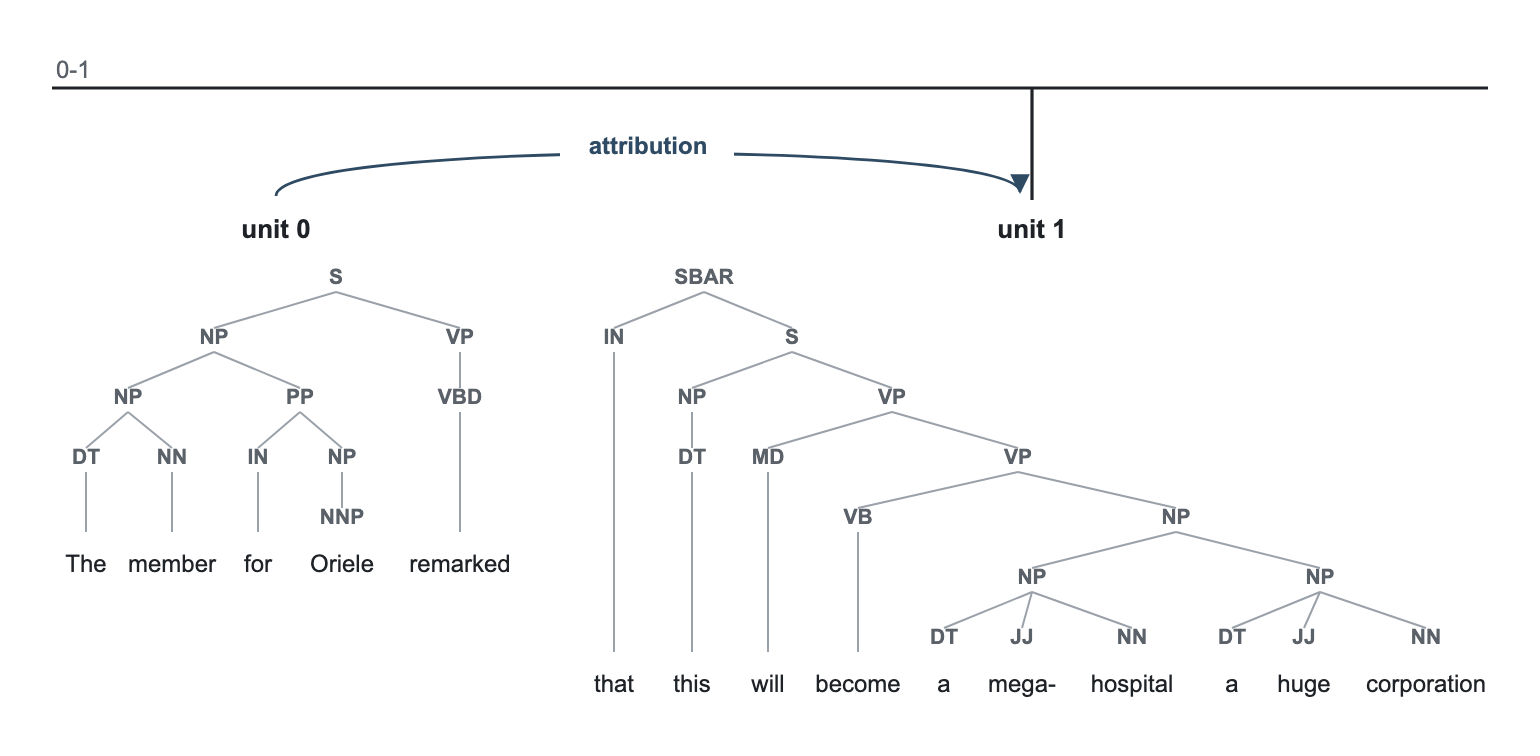 0-1
attribution
unit 0 unit 1
S SBAR
NP VP IN S
NP PP VBD NP VP
DT NN IN NP DT MD VP
NNP VB NP
The member for Oriele remarked
NP NP
DT JJ NN DT JJ NN
that this will become a mega- hospital a huge corporation